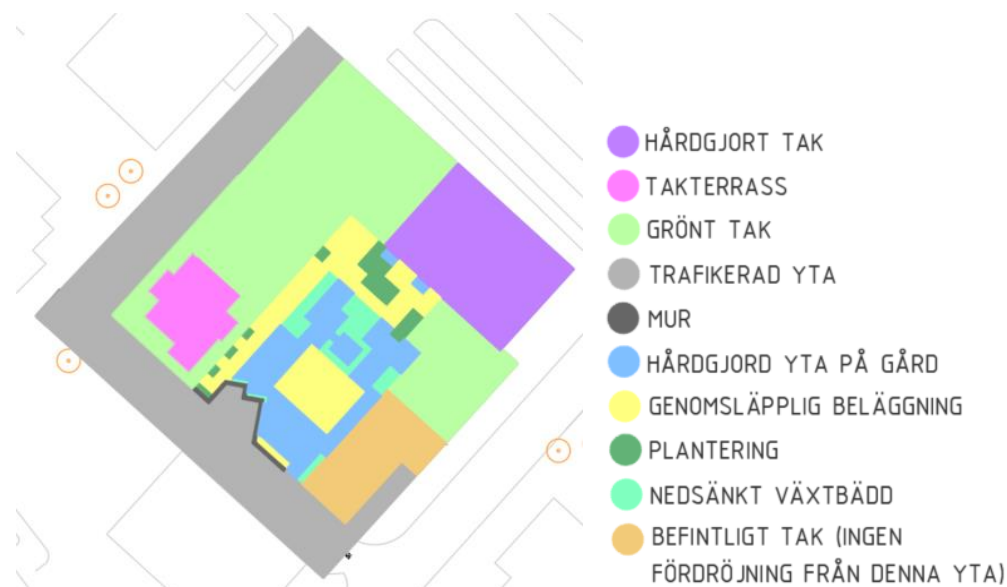 HÅRDGJORT TAK
TAKTERRASS
GRÖNT TAK
TRAFIKERAD YTA
MUR
HÅRDGJORD YTA PÅ GÅRD
GENOMSLÄPPLIG BELÄGGNING
PLANTERING
NEDSÄNKT VÄXTBÄDD
BEFINTLIGT TAK (INGEN
FÖRDRÖJNING FRÅN DENNA YTA)